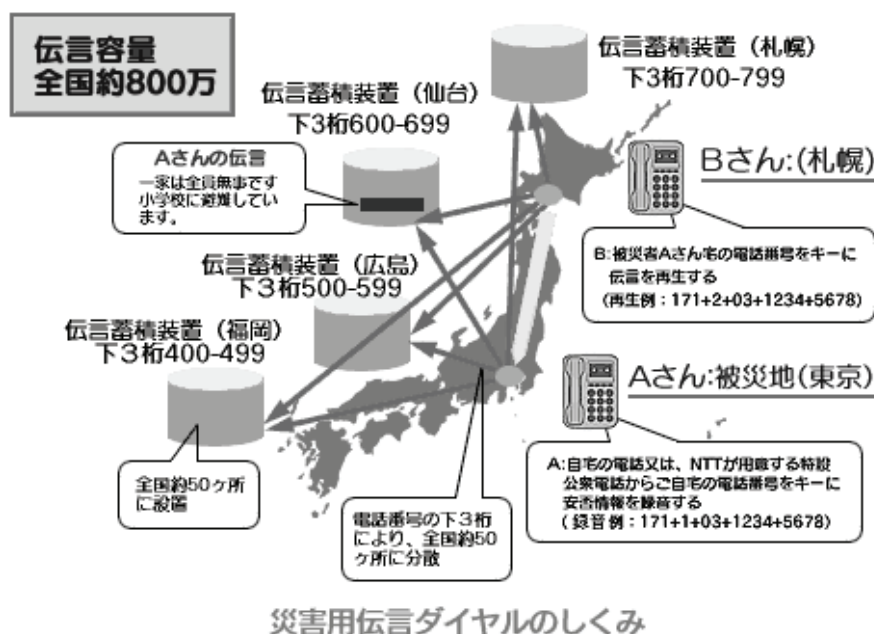 伝言容量
全国約800万
伝言蓄積装置（札幌）
下3桁700-799
伝言蓄積装置（仙台）
下3桁600-699
Aさんの伝言
一家は全員無事です
小学校に避難してい
ます。
Bさん:(札幌)
B:被災者Aさん宅の電話番号をキーに
伝言を再生する
（再生例：171+2+03+1234+5678）
伝言蓄積装置（広島）
下3桁500-599
伝言蓄積装置（福岡）
下3桁400-499
Aさん:被災地(東京)
全国約50ヶ所
に設置
電話番号の下3桁
により、全国約50
ヶ所に分散
A:自宅の電話又は、NTTが用意する特設
公衆電話からご自宅の電話番号をキーに
安否情報を録音する
（録音例：171+1+03+1234+5678）
災害用伝言ダイヤルのしくみ